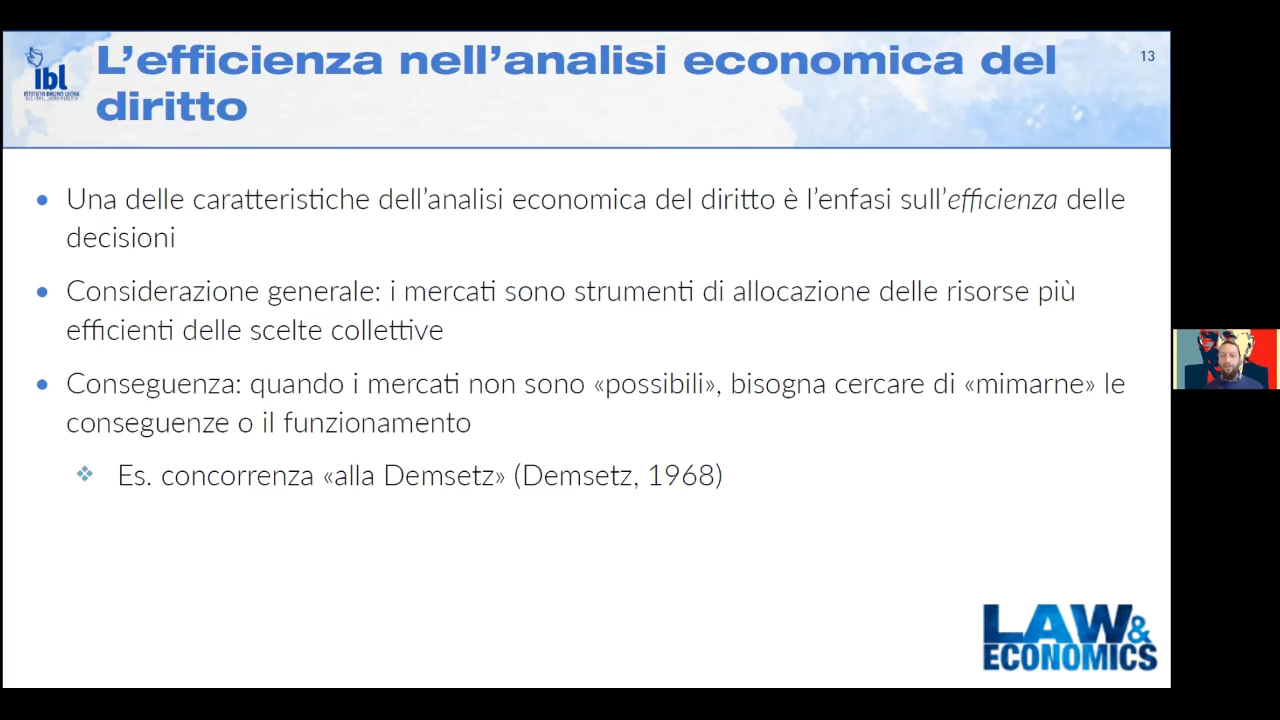 L’efficienza nell’analisi economica del
diritto
13
ibl
ISTITUTO BRUNO LEONI
• Una delle caratteristiche dell’analisi economica del diritto è l’enfasi sull’efficienza delle
decisioni
• Considerazione generale: i mercati sono strumenti di allocazione delle risorse più
efficienti delle scelte collettive
• Conseguenza: quando i mercati non sono «possibili», bisogna cercare di «mimarne» le
conseguenze o il funzionamento
❖ Es. concorrenza «alla Demsetz» (Demsetz, 1968)
LAW &
ECONOMICS